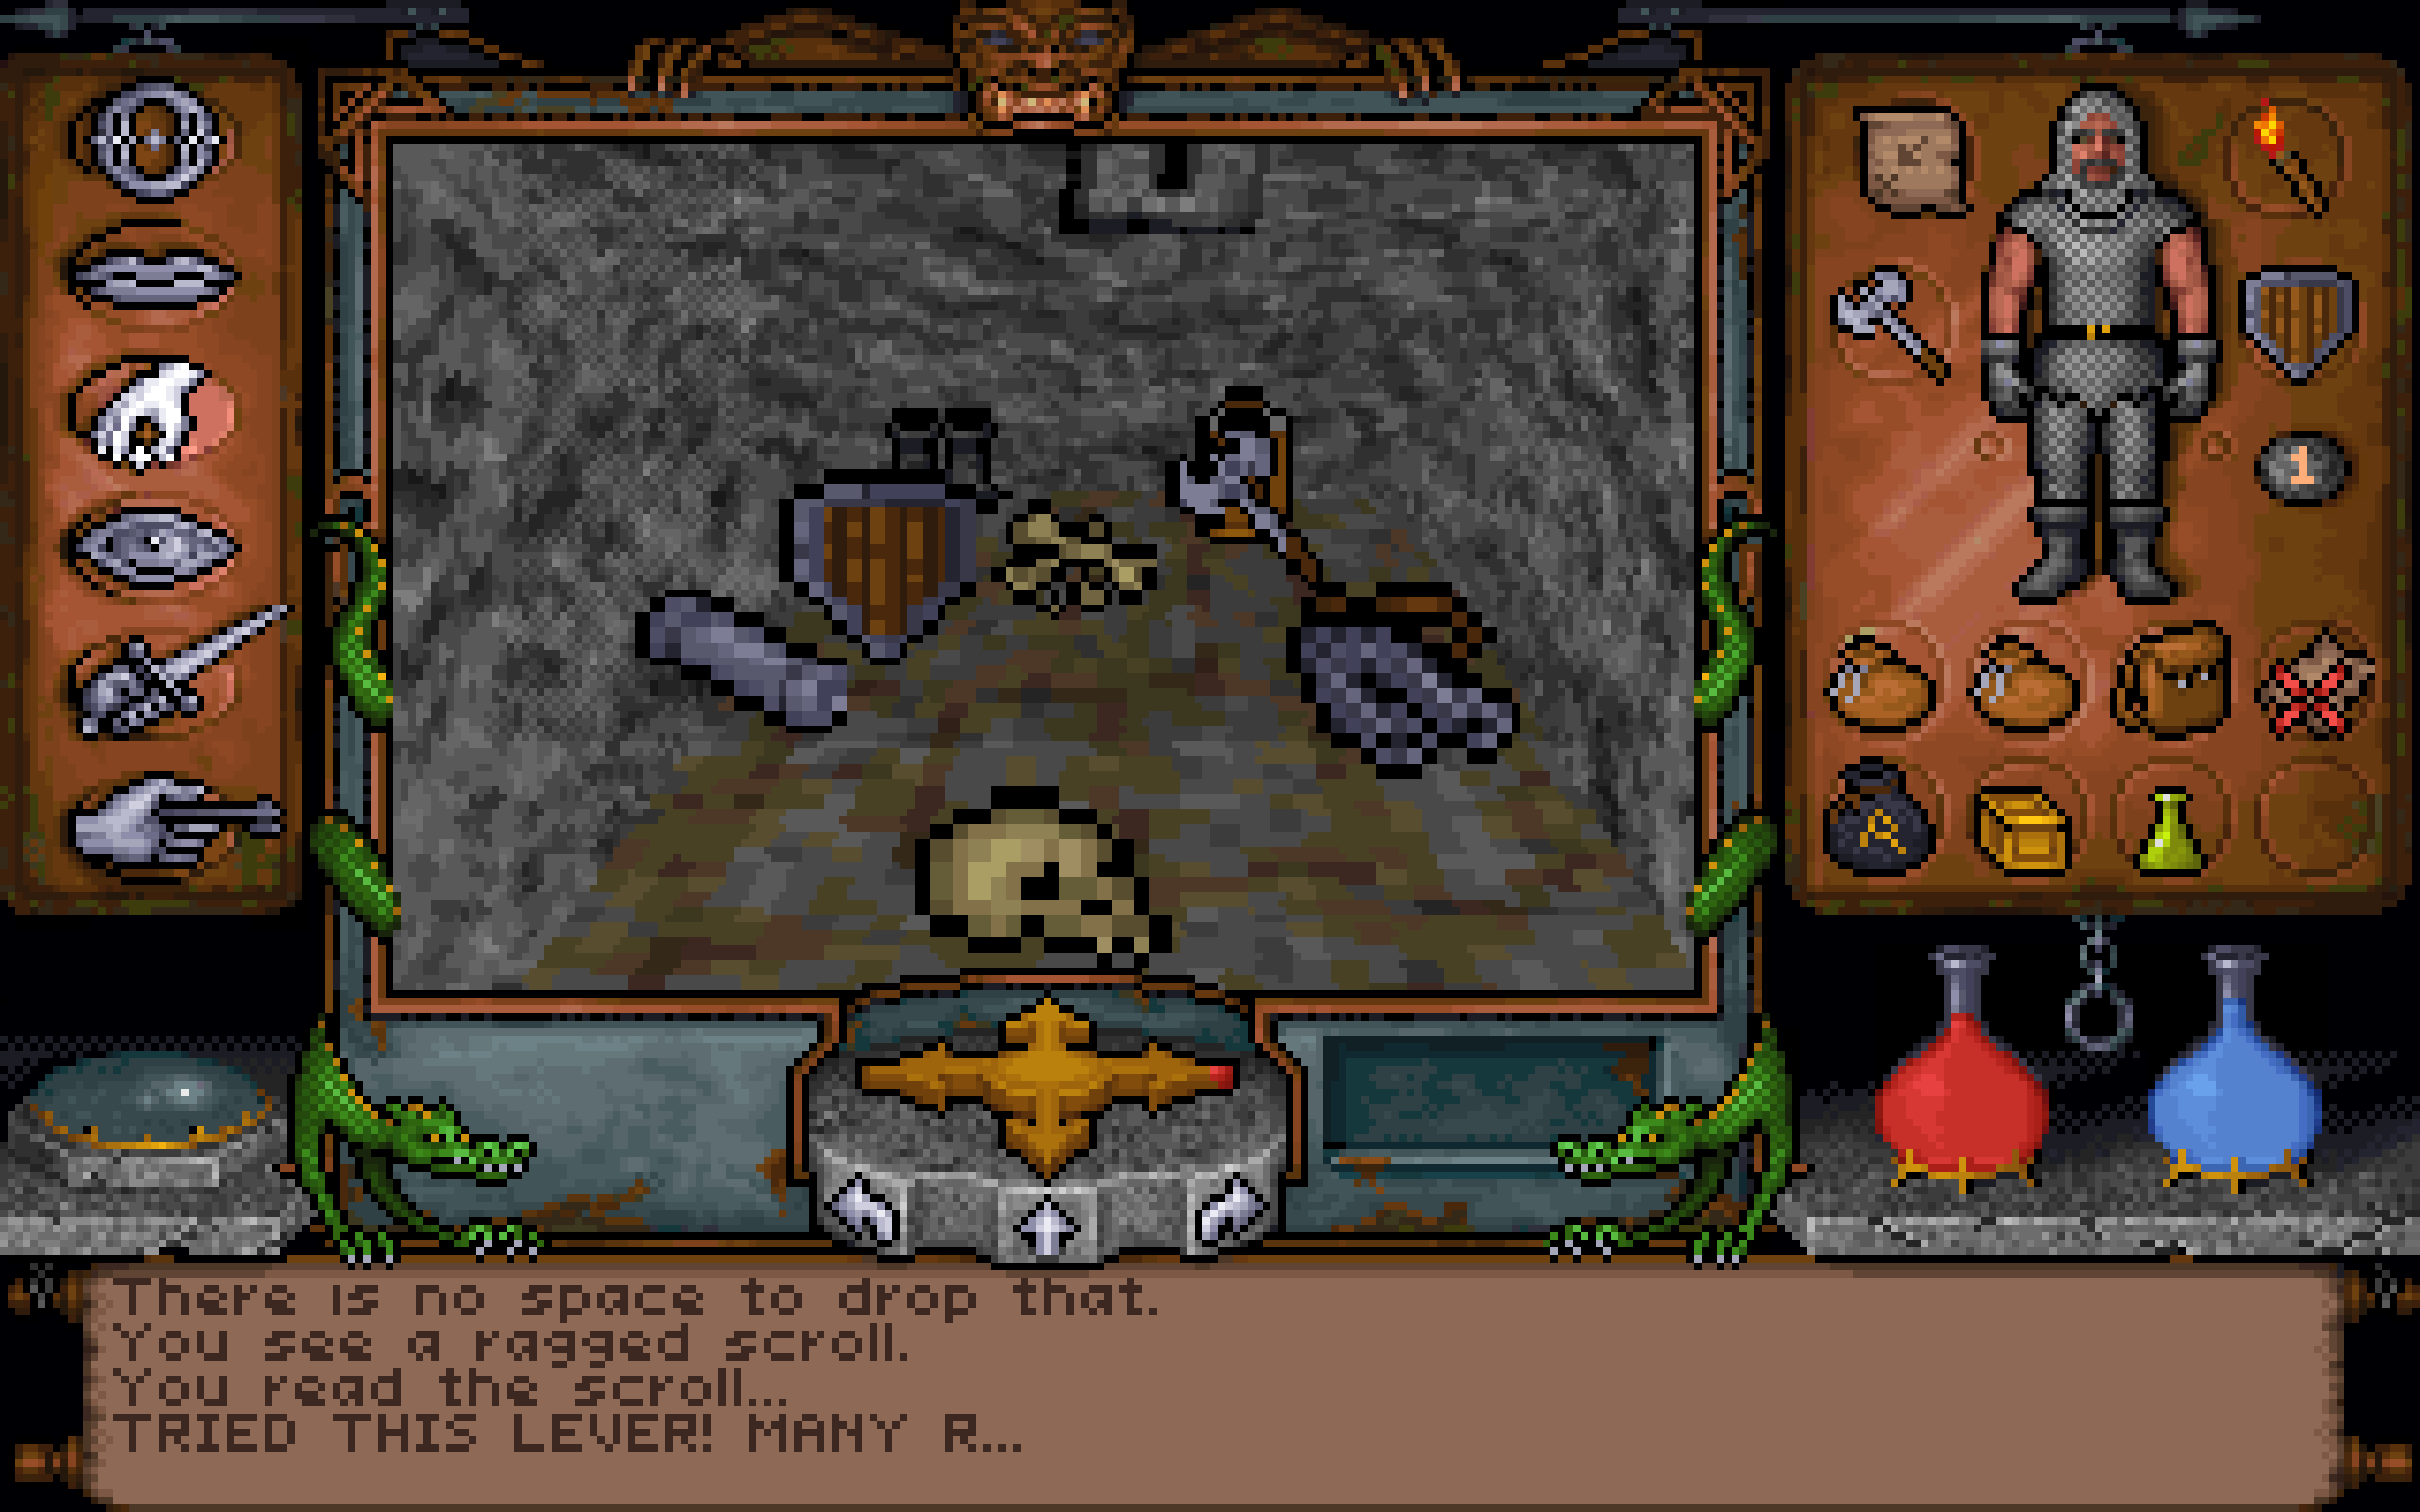 1
There is no space to drop that.
You see a ragged scroll.
You read the scroll...
TRIED THIS LEVER! MANY R...